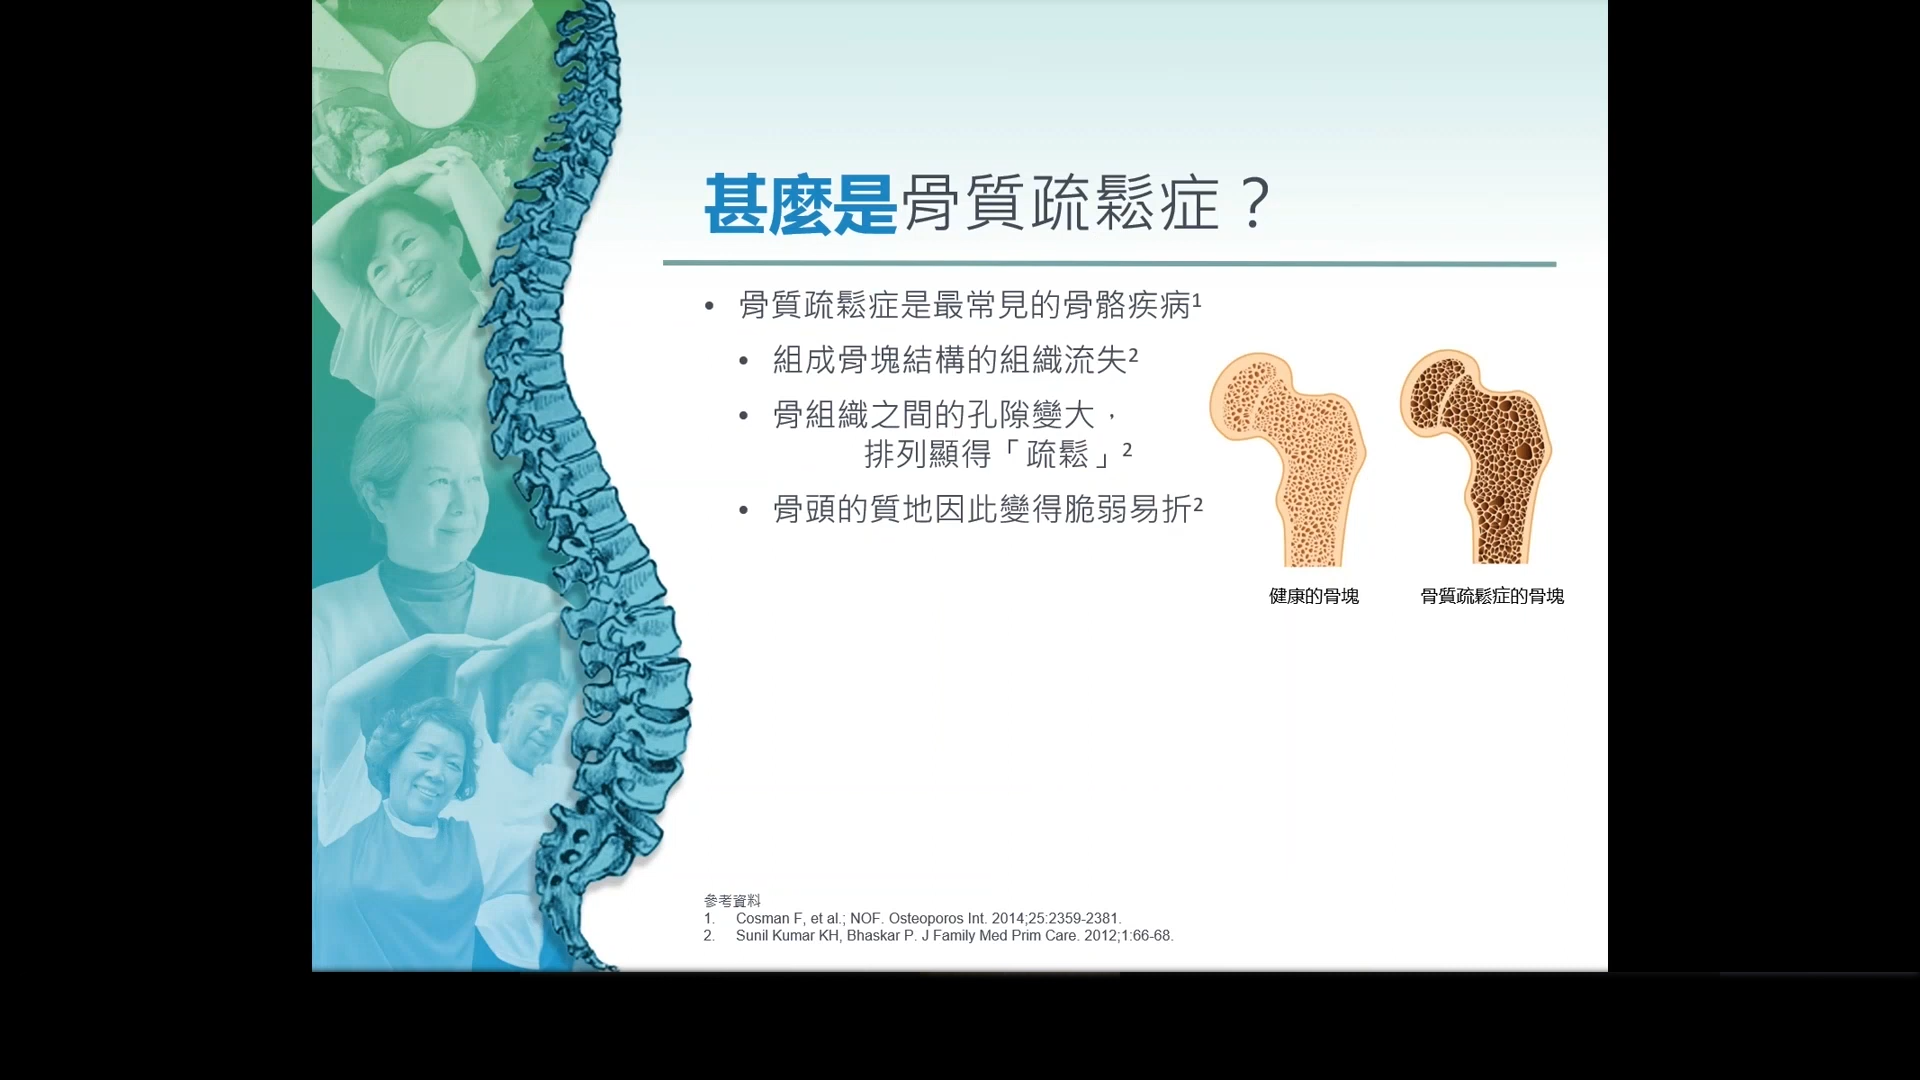 甚麼是骨質疏鬆症？
• 骨質疏鬆症是最常見的骨骼疾病¹
• 組成骨塊結構的組織流失²
• 骨組織之間的孔隙變大，
排列顯得「疏鬆」²
• 骨頭的質地因此變得脆弱易折²
健康的骨塊
骨質疏鬆症的骨塊
參考資料
1. Cosman F, et al.; NOF. Osteoporos Int. 2014;25:2359-2381.
2. Sunil Kumar KH, Bhaskar P. J Family Med Prim Care. 2012;1:66-68.